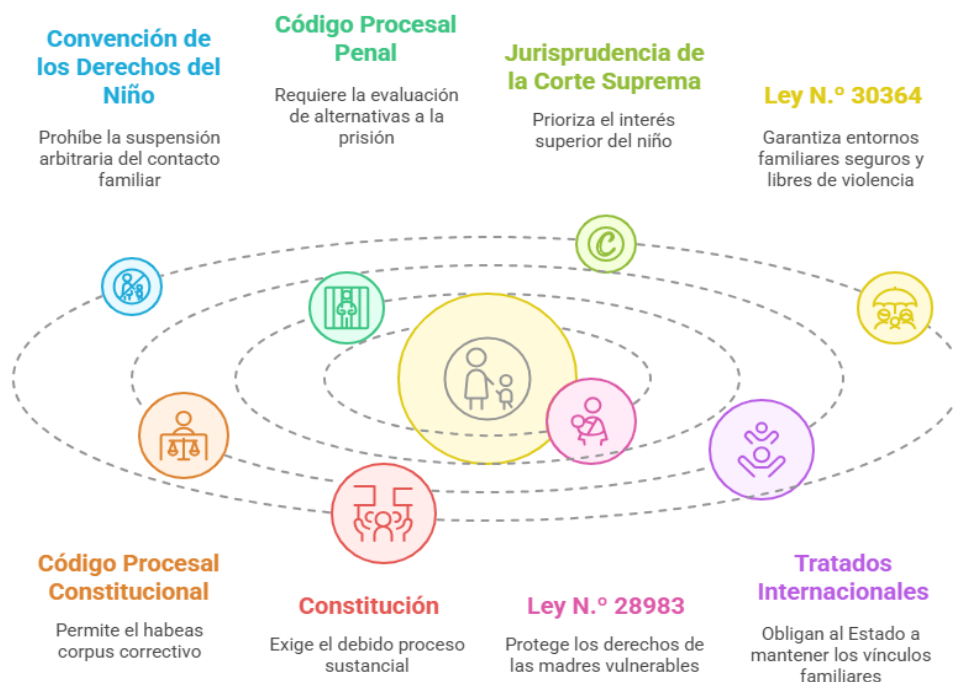 Convención de
los Derechos del
Niño
Prohíbe la suspensión
arbitraria del contacto
familiar
Código Procesal
Penal
Requiere la evaluación
de alternativas a la
prisión
Jurisprudencia de
la Corte Suprema
Prioriza el interés
superior del niño
Ley N.º 30364
Garantiza entornos
familiares seguros y
libres de violencia
Código Procesal
Constitucional
Permite el habeas
corpus correctivo
Constitución
Exige el debido proceso
sustancial
Ley N.º 28983
Protege los derechos de
las madres vulnerables
Tratados
Internacionales
Obligan al Estado a
mantener los vínculos
familiares